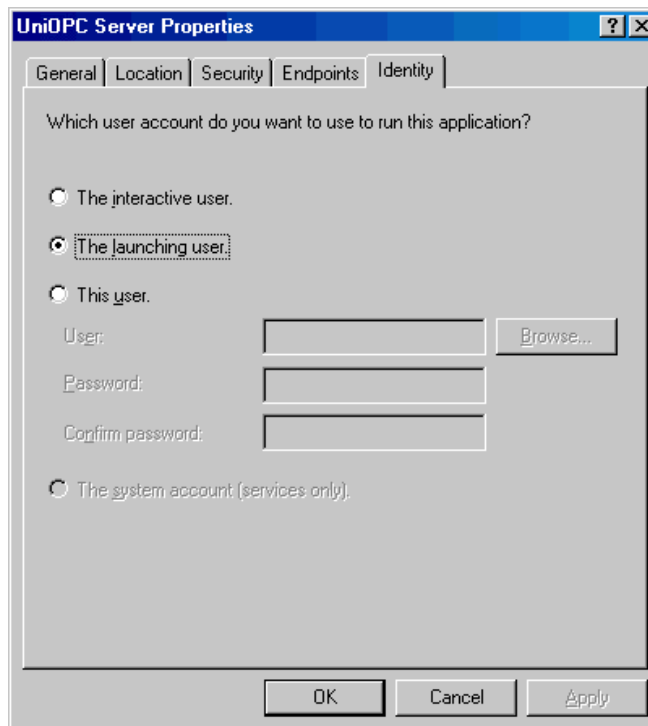 UniOPC Server Properties
General Location Security Endpoints Identity
Which user account do you want to use to run this application?
The interactive user.
The launching user.
This user.
User:
Browse...
Password:
Confirm password:
The system account (services only).
OK Cancel Apply